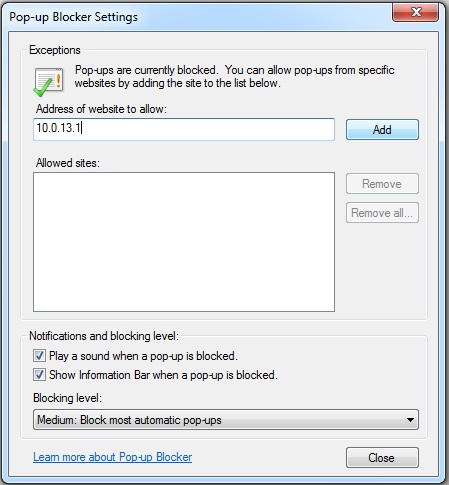 Pop-up Blocker Settings
Exceptions
Pop-ups are currently blocked. You can allow pop-ups from specific
websites by adding the site to the list below.
Address of website to allow:
10.0.13.1
Add
Allowed sites:
Remove
Remove all...
Notifications and blocking level:
Play a sound when a pop-up is blocked.
Show Information Bar when a pop-up is blocked.
Blocking level:
Medium: Block most automatic pop-ups
Learn more about Pop-up Blocker
Close